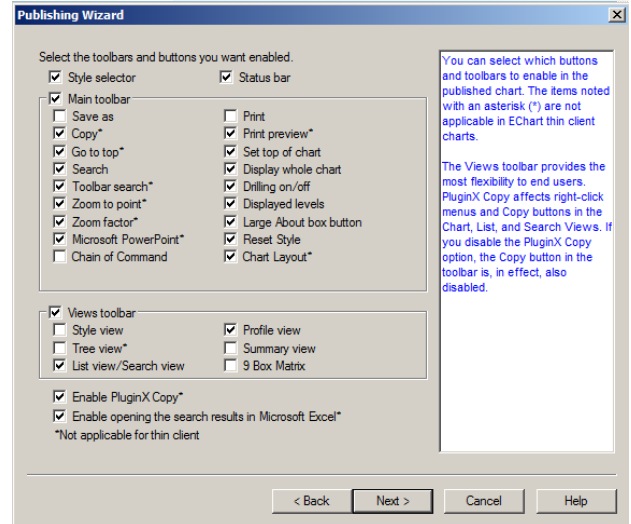 Publishing Wizard
Select the toolbars and buttons you want enabled.
Style selector
Status bar
Main toolbar
Save as
Print
Copy*
Print preview*
Go to top*
Set top of chart
Search
Display whole chart
Toolbar search*
Drilling on/off
Zoom to point*
Displayed levels
Zoom factor*
Large About box button
Microsoft PowerPoint*
Reset Style
Chain of Command
Chart Layout*
Views toolbar
Style view
Profile view
Tree view*
Summary view
List view/Search view
9 Box Matrix
Enable PluginX Copy*
Enable opening the search results in Microsoft Excel*
*Not applicable for thin client
You can select which buttons
and toolbars to enable in the
published chart. The items noted
with an asterisk (*) are not
applicable in EChart thin client
charts.
The Views toolbar provides the
most flexibility to end users.
PluginX Copy affects right-click
menus and Copy buttons in the
Chart, List, and Search Views. If
you disable the PluginX Copy
option, the Copy button in the
toolbar is, in effect, also
disabled.
< Back
Next >
Cancel
Help